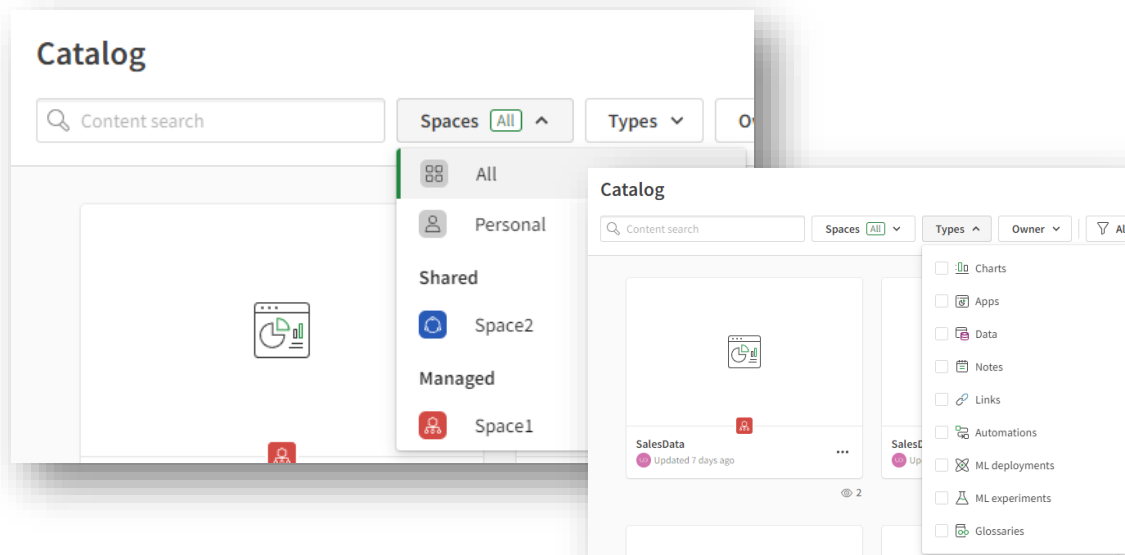 Catalog
Content search
Spaces All
Types
All
Personal
Shared
Space2
Managed
Space1
Catalog
Content search
Spaces All
Types
Owner
Charts
Apps
Data
Notes
Links
Automations
ML deployments
ML experiments
Glossaries
SalesData
Updated 7 days ago
2